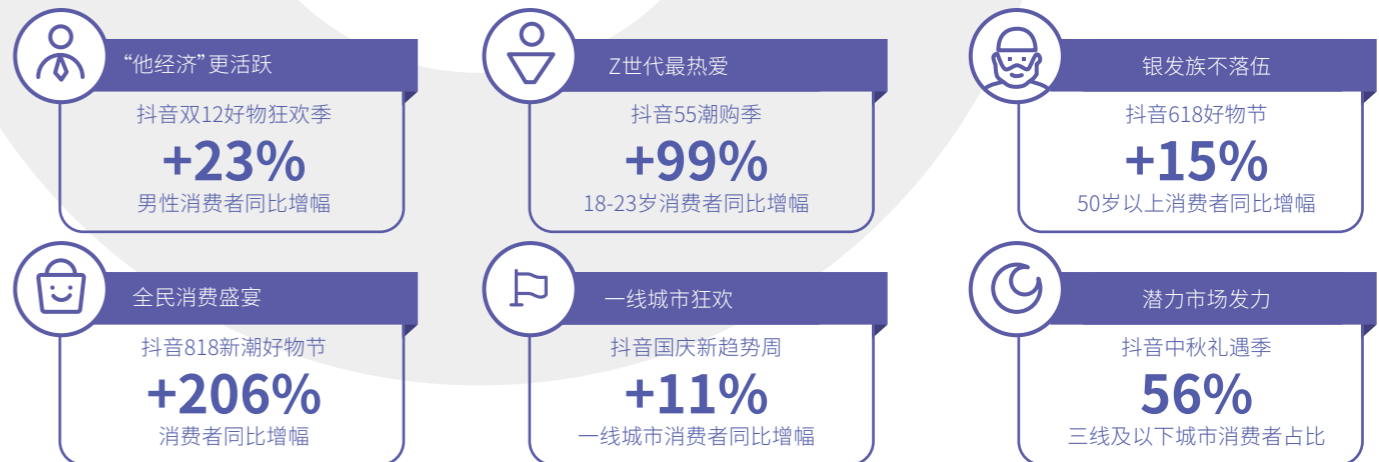 “他经济”更活跃
抖音双12好物狂欢季
+23%
男性消费者同比增幅
Z世代最热爱
抖音55潮购季
+99%
18-23岁消费者同比增幅
银发族不落伍
抖音618好物节
+15%
50岁以上消费者同比增幅
全民消费盛宴
抖音818新潮好物节
+206%
消费者同比增幅
一线城市狂欢
抖音国庆新趋势周
+11%
一线城市消费者同比增幅
潜力市场发力
抖音中秋礼遇季
56%
三线及以下城市消费者占比